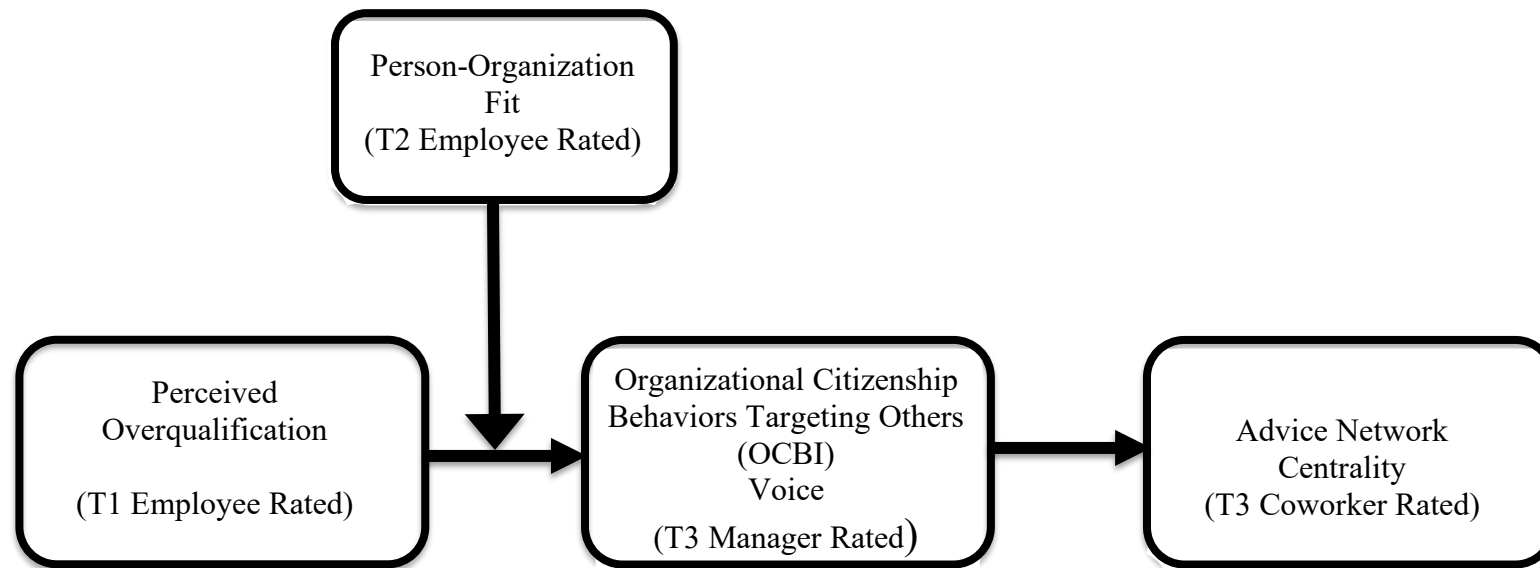 Person-Organization
Fit
(T2 Employee Rated)
Perceived
Overqualification
(T1 Employee Rated)
Organizational Citizenship
Behaviors Targeting Others
(OCBI)
Voice
(T3 Manager Rated)
Advice Network
Centrality
(T3 Coworker Rated)